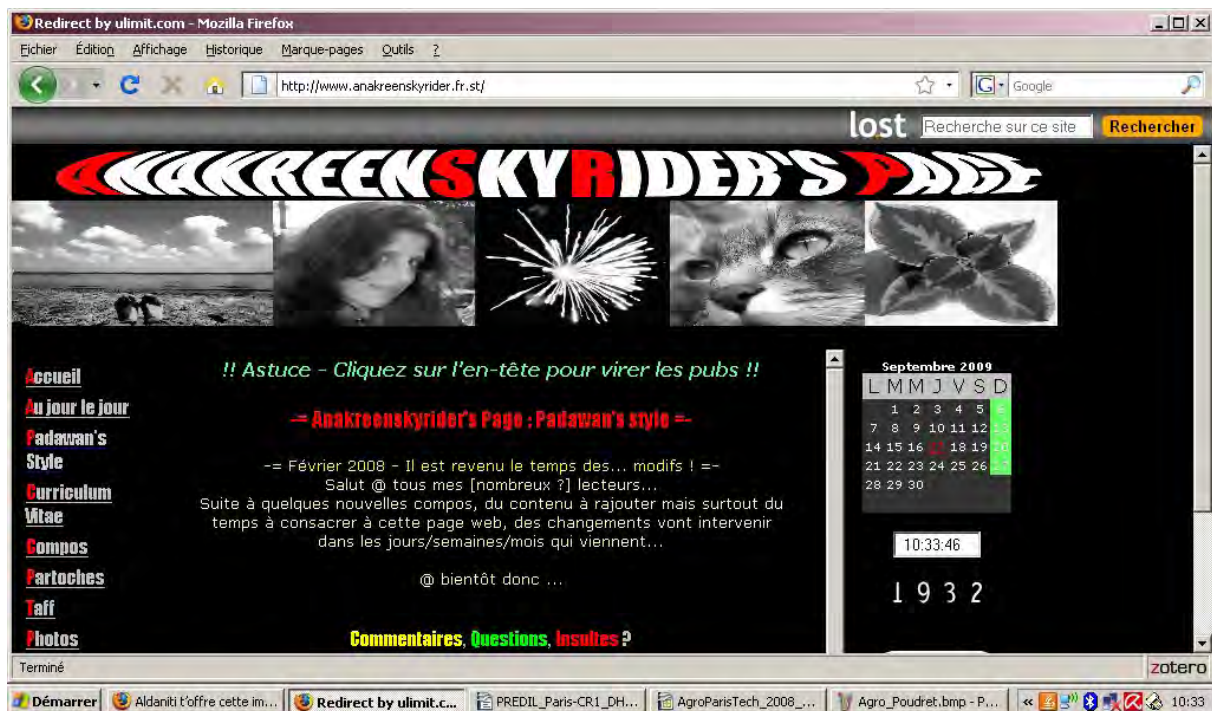 Redirect by ulimit.com - Mozilla Firefox
Fichier Édition Affichage Historique Marque-pages Outils ?
http://www.anakreenskyrider.fr.st/
G Google
lost Recherche sur ce site Rechercher
ANAKREENSKYRIDER'S PAGE
Accueil
Au jour le jour
Padawan's
Style
Curriculum
Vitae
Compos
Partoches
Taff
Photos
!! Astuce - Cliquez sur l'en-tête pour virer les pubs !!
-= Anakreenskyrider's Page : Padawan's style =-
-= Février 2008 - Il est revenu le temps des... modifs ! =-
Salut @ tous mes [nombreux ?] lecteurs...
Suite à quelques nouvelles compos, du contenu à rajouter mais surtout du
temps à consacrer à cette page web, des changements vont intervenir
dans les jours/semaines/mois qui viennent...
@ bientôt donc ...
Commentaires, Questions, Insultes ?
Septembre 2009
L M M J V S D
1 2 3 4 5 6
7 8 9 10 11 12 13
14 15 16 17 18 19 20
21 22 23 24 25 26 27
28 29 30
10:33:46
1 9 3 2
Terminé
zotero
Démarrer
Aldaniti t'offre cette im...
Redirect by ulimit.c...
PREDIL_Paris-CR1_DH...
AgroParisTech_2008_...
Agro_Poudret.bmp - P...
« 10:33